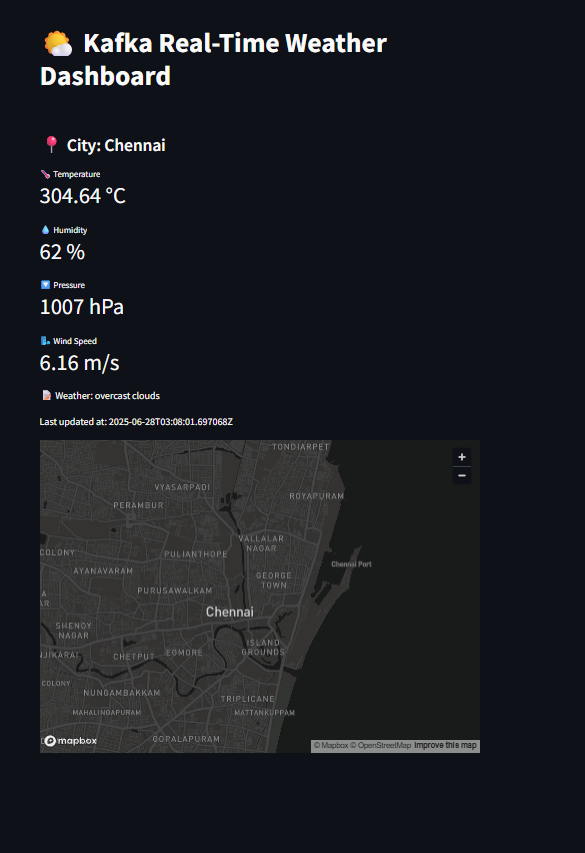 Kafka Real-Time Weather
Dashboard
City: Chennai
Temperature
304.64 °C
Humidity
62 %
Pressure
1007 hPa
Wind Speed
6.16 m/s
Weather: overcast clouds
Last updated at: 2025-06-28T03:08:01.697068Z
TONDIARPET
+
−
VYASARPADI
ROYAPURAM
PERAMBUR
VALLALAR
NAGAR
COLONY
PULIANTHOPE
Chennai Port
AYANAVARAM
GEORGE
TOWN
PURUSAWALKAM
A
AR
Chennai
SHENOY
NAGAR
ISLAND
GROUNDS
NJIKARAI
CHETPUT
EGMORE
COLONY
NUNGAMBAKKAM
TRIPLICANE
MAHALINGAPURAM
MATTANKUPPAM
GOPALAPURAM
mapbox
© Mapbox © OpenStreetMap Improve this map